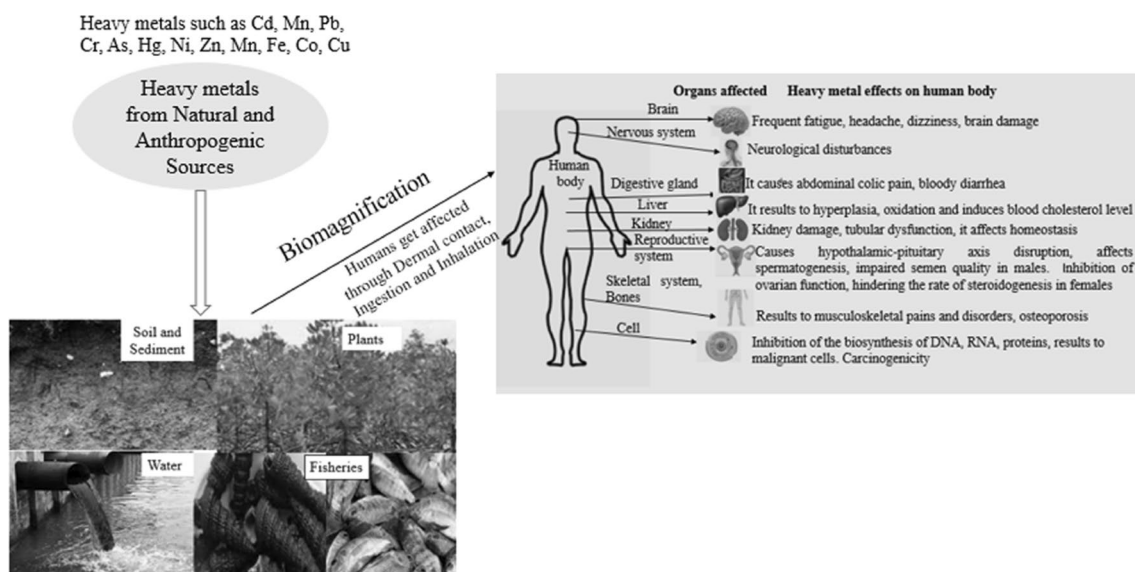 Heavy metals such as Cd, Mn, Pb,
Cr, As, Hg, Ni, Zn, Mn, Fe, Co, Cu
Heavy metals
from Natural and
Anthropogenic
Sources
Biomagnification
Humans get affected
through Dermal contact,
Ingestion and Inhalation
Soil and
Sediment
Plants
Water
Fisheries
Organs affected
Heavy metal effects on human body
Human
body
Brain
Frequent fatigue, headache, dizziness, brain damage
Nervous system
Neurological disturbances
Digestive gland
It causes abdominal colic pain, bloody diarrhea
Liver
It results to hyperplasia, oxidation and induces blood cholesterol level
Kidney
Kidney damage, tubular dysfunction, it affects homeostasis
Reproductive
system
Causes hypothalamic-pituitary axis disruption, affects
spermatogenesis, impaired semen quality in males. Inhibition of
ovarian function, hindering the rate of steroidogenesis in females
Skeletal system,
Bones
Results to musculoskeletal pains and disorders, osteoporosis
Cell
Inhibition of the biosynthesis of DNA, RNA, proteins, results to
malignant cells. Carcinogenicity